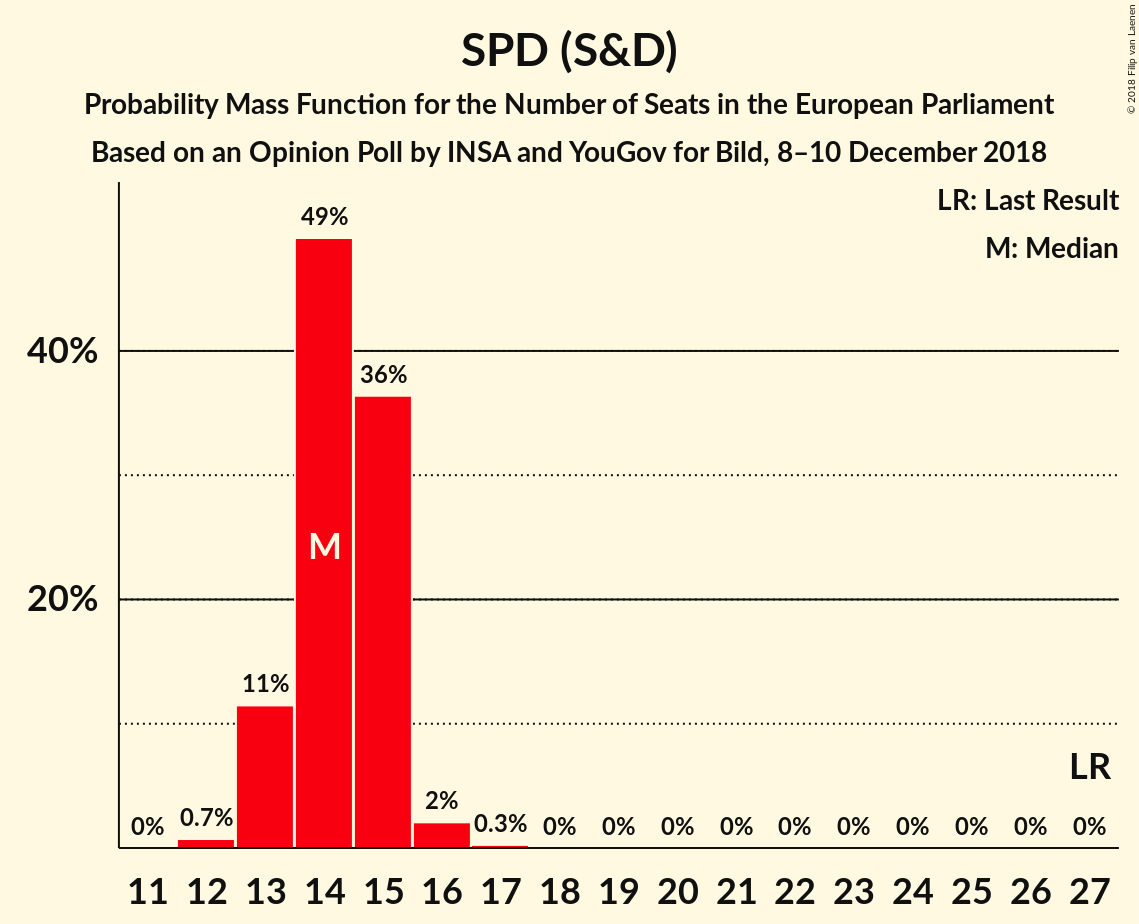 SPD (S&D)
Probability Mass Function for the Number of Seats in the European Parliament
Based on an Opinion Poll by INSA and YouGov for Bild, 8–10 December 2018
© 2018 Filip van Laenen
LR: Last Result
M: Median
49%
40%
36%
M
20%
11%
LR
0% 0.7% 2% 0.3% 0% 0% 0% 0% 0% 0% 0% 0% 0% 0%
11 12 13 14 15 16 17 18 19 20 21 22 23 24 25 26 27